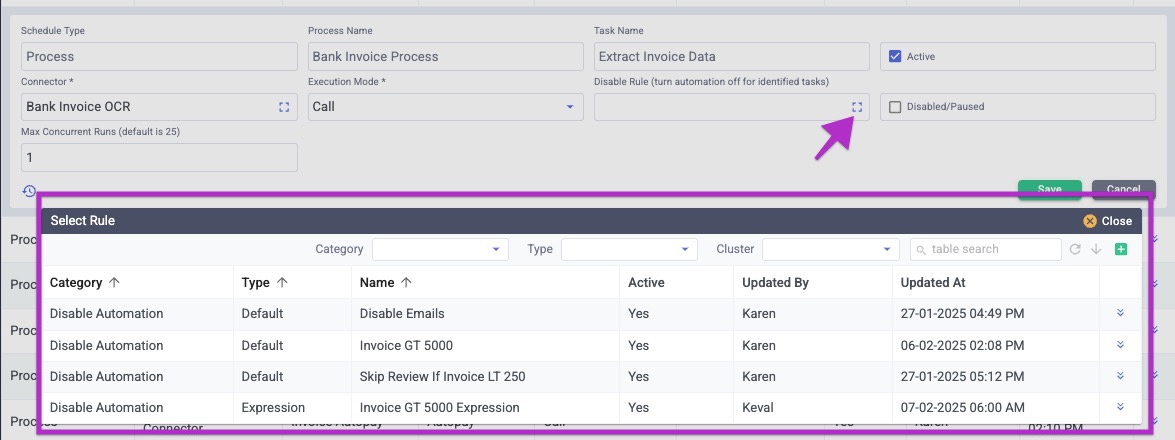 Schedule Type Process Name Task Name
Process Bank Invoice Process Extract Invoice Data Active
Connector * Execution Mode * Disable Rule (turn automation off for identified tasks)
Bank Invoice OCR Call Disabled/Paused
Max Concurrent Runs (default is 25)
1
Save Cancel
Select Rule Close
Category Type Cluster table search
Category Type Name Active Updated By Updated At
Disable Automation Default Disable Emails Yes Karen 27-01-2025 04:49 PM
Disable Automation Default Invoice GT 5000 Yes Karen 06-02-2025 02:08 PM
Disable Automation Default Skip Review If Invoice LT 250 Yes Karen 27-01-2025 05:12 PM
Disable Automation Expression Invoice GT 5000 Expression Yes Keval 07-02-2025 06:00 AM
Connector Invoice Autopay Autopay Call Yes Karen 02:10 PM